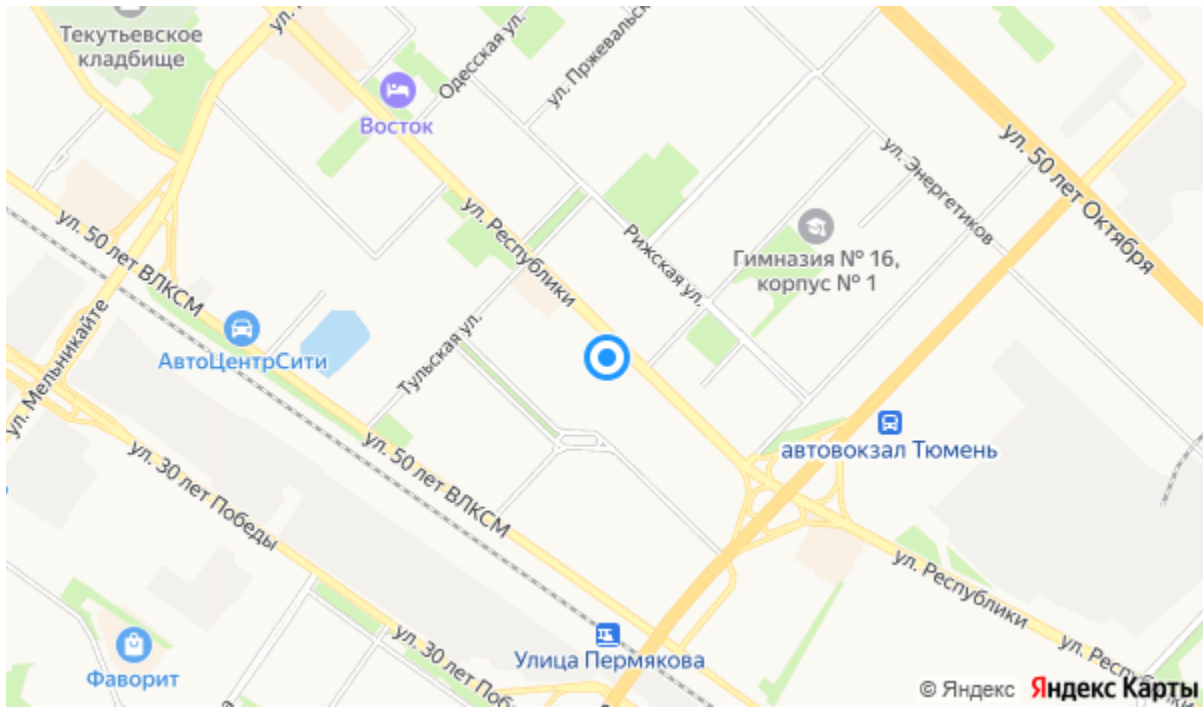 ул.
Текутьевское
кладбище
Одесская ул.
ул. Пржевальск
Восток
ул. 50 лет Октября
ул. Энергетиков
ул. Республики
Рижская ул.
Гимназия № 16,
корпус № 1
ул. 50 лет ВЛКСМ
ул. Мельникайте
АвтоЦентрСити
Тульская ул.
автовокзал Тюмень
ул. 50 лет ВЛКСМ
ул. 30 лет Победы
ул. Республики
ул. 30 лет Поб
Улица Пермякова
Фаворит
ул. Респу
© Яндекс Яндекс Карты